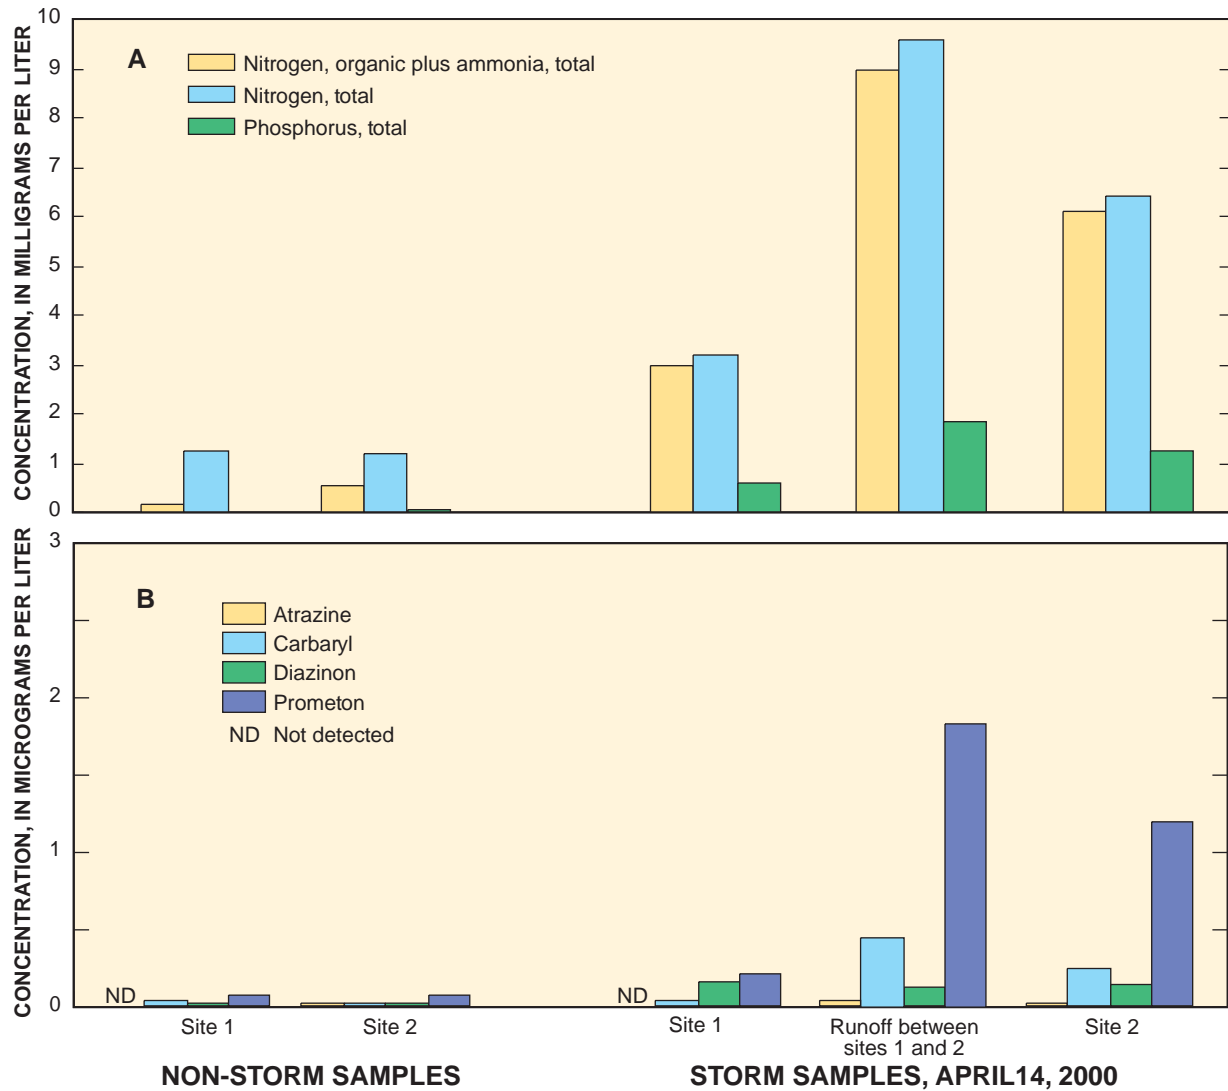 CONCENTRATION, IN MILLIGRAMS PER LITER
10
9
8
7
6
5
4
3
2
1
0
A
Nitrogen, organic plus ammonia, total
Nitrogen, total
Phosphorus, total
CONCENTRATION, IN MICROGRAMS PER LITER
3
2
1
0
B
Atrazine
Carbaryl
Diazinon
Prometon
ND Not detected
ND
ND
Site 1
Site 2
Site 1
Runoff between
sites 1 and 2
Site 2
NON-STORM SAMPLES
STORM SAMPLES, APRIL14, 2000